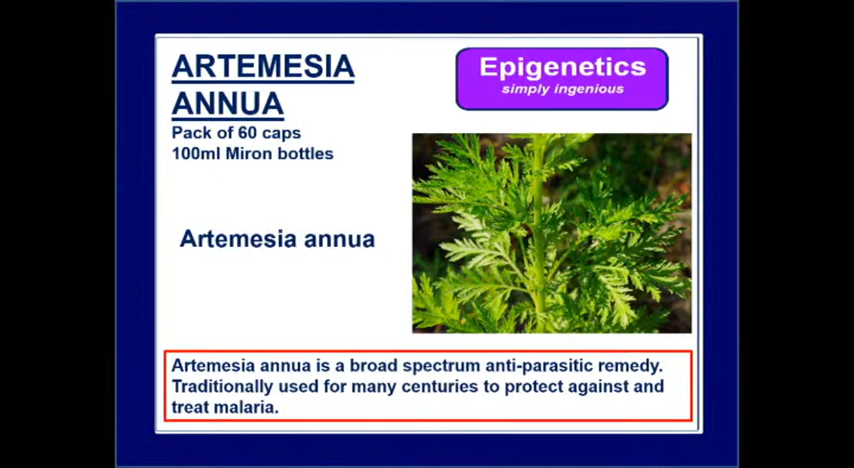 ARTEMESIA
ANNUA
Pack of 60 caps
100ml Miron bottles
Epigenetics
simply ingenious
Artemesia annua
Artemesia annua is a broad spectrum anti-parasitic remedy.
Traditionally used for many centuries to protect against and
treat malaria.